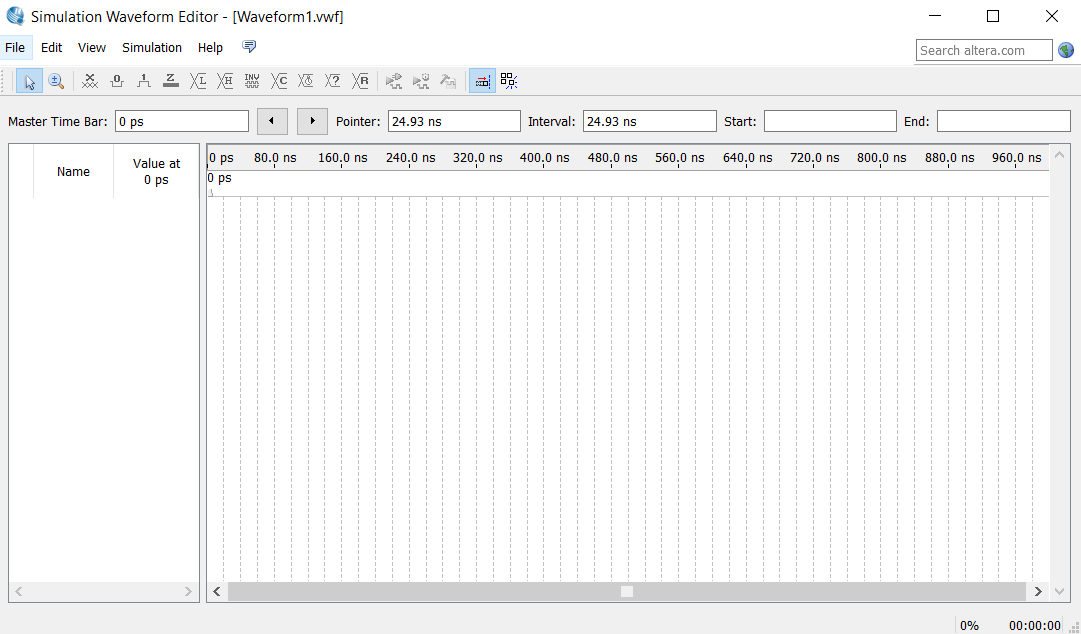 Simulation Waveform Editor - [Waveform1.vwf]
File Edit View Simulation Help
Search altera.com
Master Time Bar: 0 ps Pointer: 24.93 ns Interval: 24.93 ns Start: End:
Name
Value at
0 ps
0 ps 80.0 ns 160.0 ns 240.0 ns 320.0 ns 400.0 ns 480.0 ns 560.0 ns 640.0 ns 720.0 ns 800.0 ns 880.0 ns 960.0 ns
0 ps
0% 00:00:00